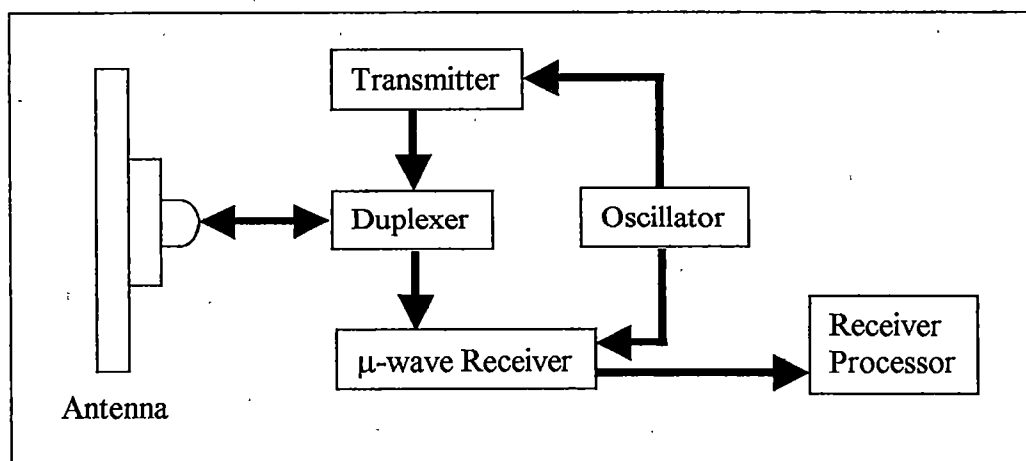 Transmitter
Duplexer
Oscillator
μ-wave Receiver
Receiver
Processor
Antenna